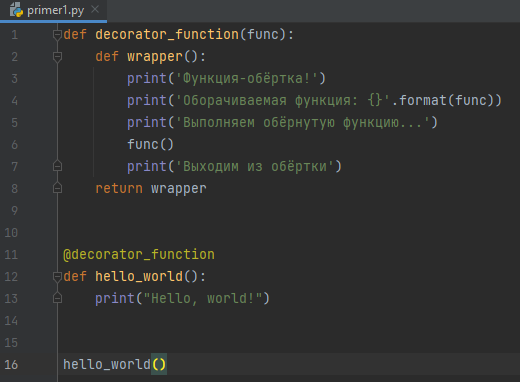 primer1.py
1 def decorator_function(func):
2     def wrapper():
3         print('Функция-обёртка!')
4         print('Оборачиваемая функция: {}'.format(func))
5         print('Выполняем обёрнутую функцию...')
6         func()
7         print('Выходим из обёртки')
8     return wrapper
9
10
11 @decorator_function
12 def hello_world():
13     print("Hello, world!")
14
15
16 hello_world()